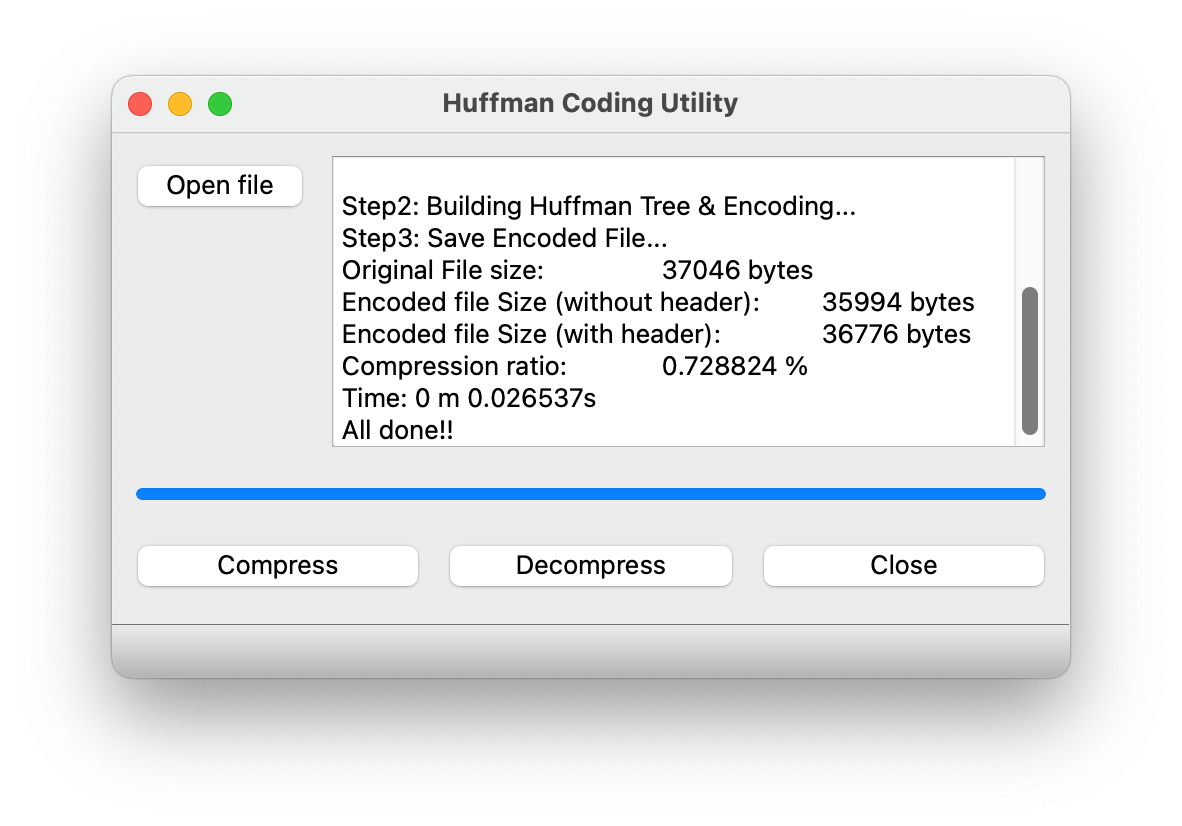 Huffman Coding Utility
Open file
Step2: Building Huffman Tree & Encoding...
Step3: Save Encoded File...
Original File size: 37046 bytes
Encoded file Size (without header): 35994 bytes
Encoded file Size (with header): 36776 bytes
Compression ratio: 0.728824 %
Time: 0 m 0.026537s
All done!!
Compress Decompress Close